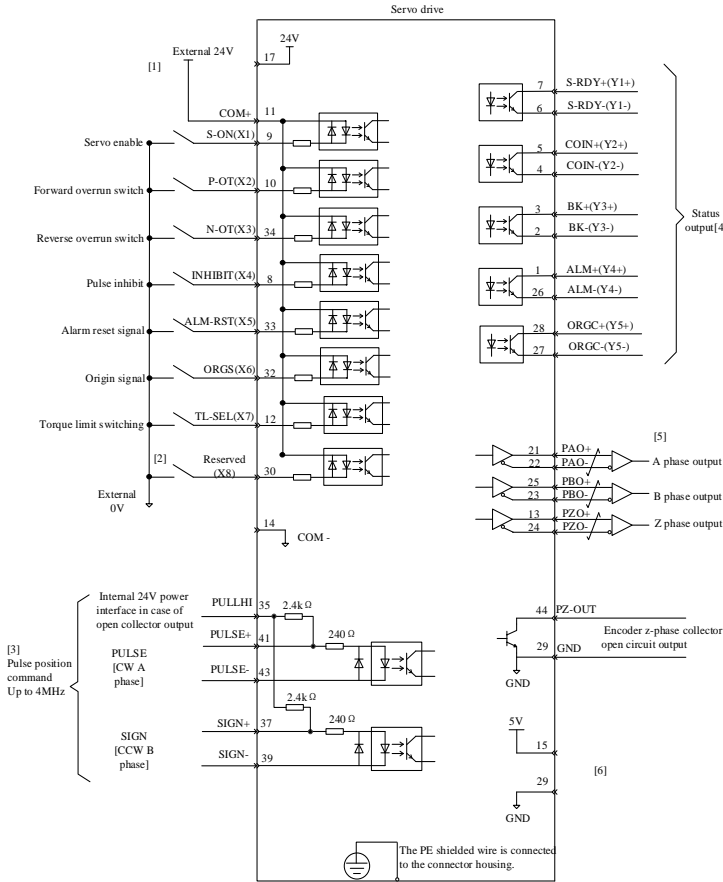 Servo drive
24V
External 24V
[1]
17
COM+
11
S-ON(X1)
9
Servo enable
P-OT(X2)
10
Forward overrun switch
N-OT(X3)
34
Reverse overrun switch
INHIBIT(X4)
8
Pulse inhibit
ALM-RST(X5)
33
Alarm reset signal
ORGS(X6)
32
Origin signal
TL-SEL(X7)
12
Torque limit switching
[2]
Reserved
(X8)
30
External
0V
14
COM -
7
S-RDY+(Y1+)
6
S-RDY-(Y1-)
5
COIN+(Y2+)
4
COIN-(Y2-)
3
BK+(Y3+)
2
BK-(Y3-)
1
ALM+(Y4+)
26
ALM-(Y4-)
28
ORGC+(Y5+)
27
ORGC-(Y5-)
Status
output[4
[5]
21
PAO+
22
PAO-
A phase output
25
PBO+
23
PBO-
B phase output
13
PZO+
24
PZO-
Z phase output
Internal 24V power
interface in case of
open collector output
PULLHI
35
2.4kΩ
PULSE+
41
240Ω
PULSE
[CW A
phase]
PULSE-
43
[3]
Pulse position
command
Up to 4MHz
2.4kΩ
SIGN+
37
240Ω
SIGN
[CCW B
phase]
SIGN-
39
44
PZ-OUT
Encoder z-phase collector
open circuit output
29
GND
GND
5V
15
[6]
29
GND
The PE shielded wire is connected
to the connector housing.